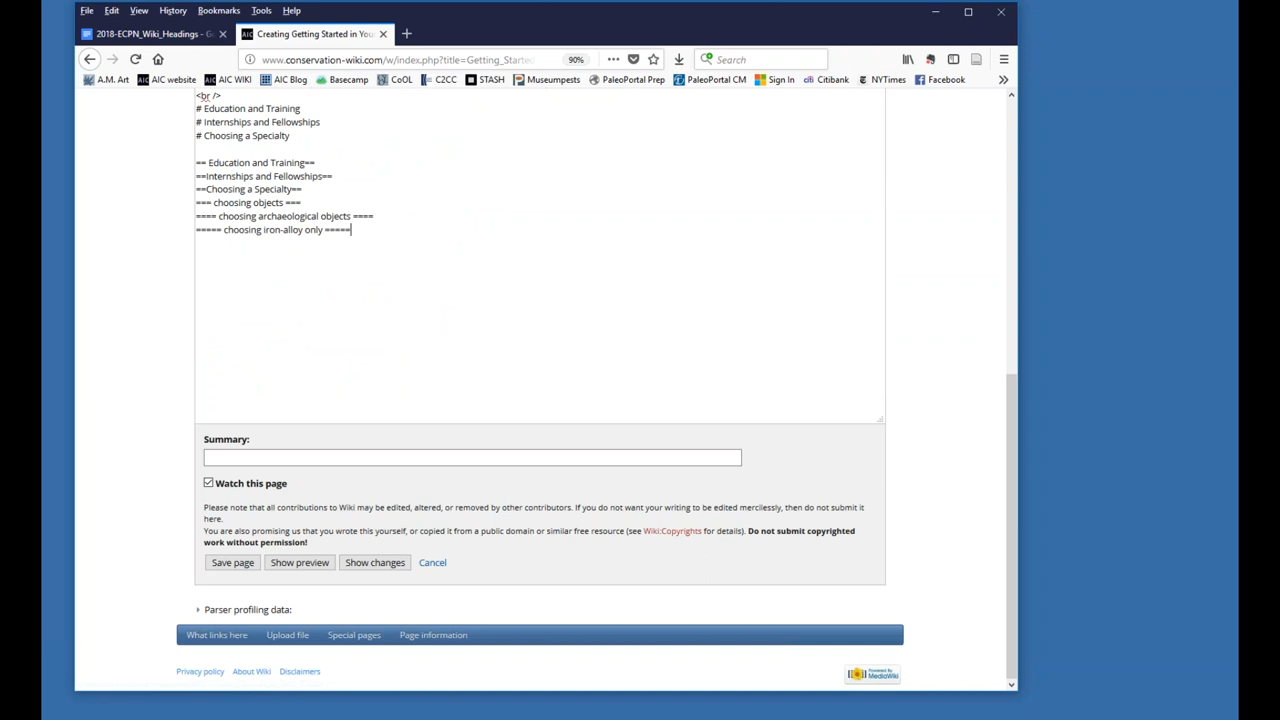 File Edit View History Bookmarks Tools Help
2018-ECPN_Wiki_Headings - G
Creating Getting Started in You
www.conservation-wiki.com/w/index.php?title=Getting_Started
90%
Search
A.M. Art AIC website AIC WIKI AIC Blog Basecamp CoOL C2CC STASH Museumpests PaleoPortal Prep PaleoPortal CM Sign In Citibank NYTimes Facebook
<br />
# Education and Training
# Internships and Fellowships
# Choosing a Specialty
== Education and Training==
==Internships and Fellowships==
==Choosing a Specialty==
=== choosing objects ===
==== choosing archaeological objects ====
===== choosing iron-alloy only =====
Summary:
Watch this page
Please note that all contributions to Wiki may be edited, altered, or removed by other contributors. If you do not want your writing to be edited mercilessly, then do not submit it
here.
You are also promising us that you wrote this yourself, or copied it from a public domain or similar free resource (see Wiki:Copyrights for details). Do not submit copyrighted
work without permission!
Save page Show preview Show changes Cancel
Parser profiling data:
What links here Upload file Special pages Page information
Privacy policy About Wiki Disclaimers
Powered By
MediaWiki